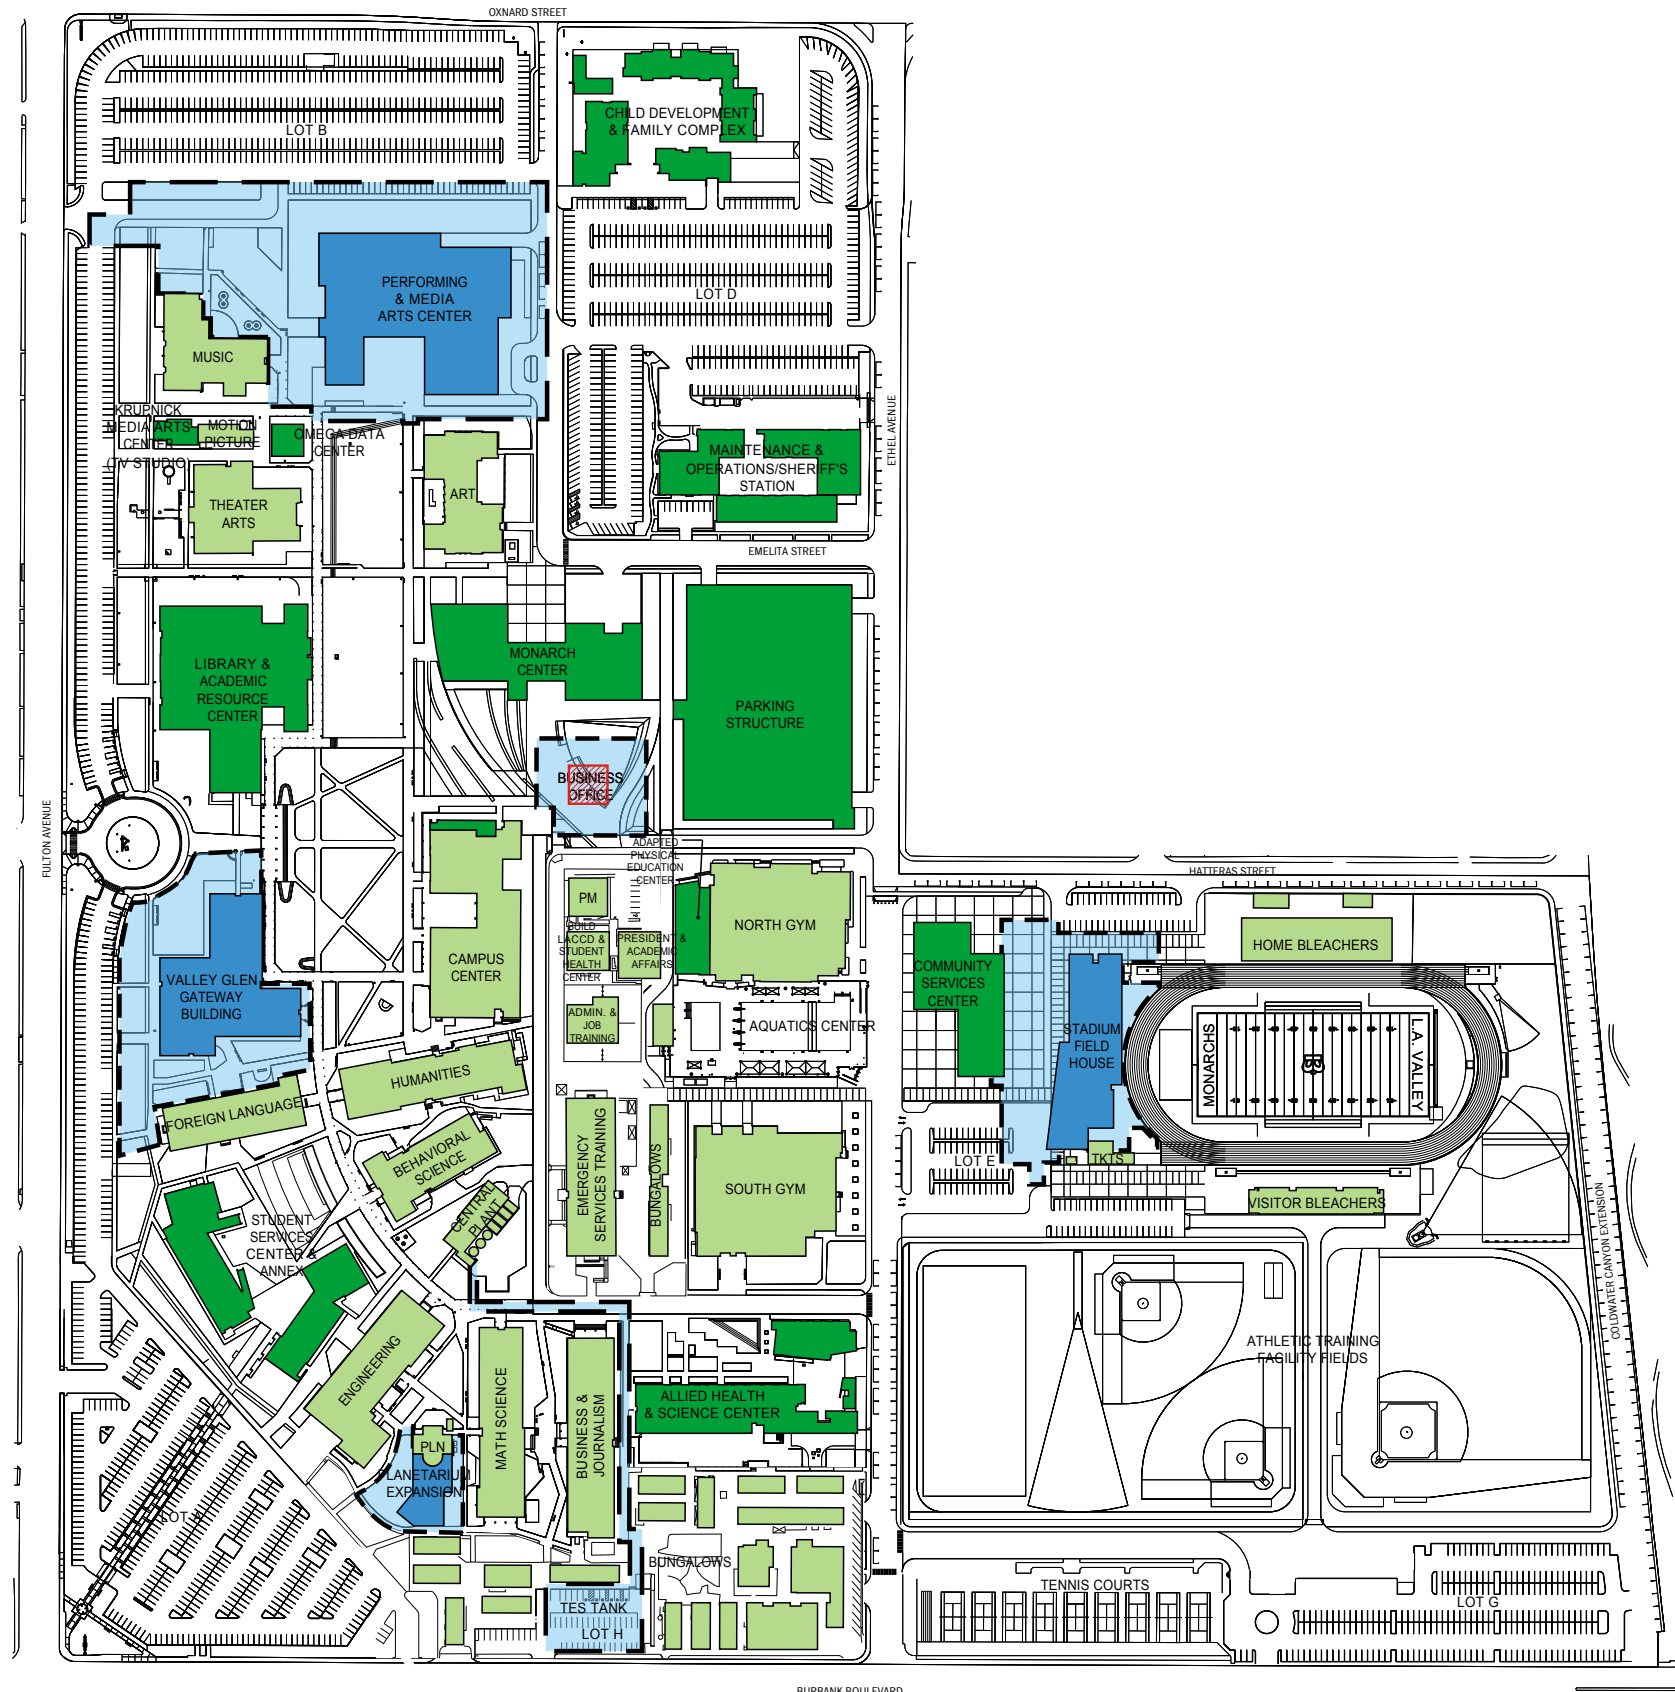 OXNARD STREET
LOT B
CHILD DEVELOPMENT
& FAMILY COMPLEX
PERFORMING
& MEDIA
ARTS CENTER
LOT D
MUSIC
KRUPNICK
MEDIA ARTS
CENTER
(TV STUDIO)
MOTION
PICTURE
OMEGA DATA
CENTER
ART
THEATER
ARTS
MAINTENANCE &
OPERATIONS/SHERIFF'S
STATION
ETHEL AVENUE
EMELITA STREET
LIBRARY &
ACADEMIC
RESOURCE
CENTER
MONARCH
CENTER
PARKING
STRUCTURE
BUSINESS
OFFICE
FULTON AVENUE
ADAPTED
PHYSICAL
EDUCATION
CENTER
HATTERAS STREET
PM
NORTH GYM
BUILD
LACCD &
STUDENT
HEALTH
CENTER
PRESIDENT &
ACADEMIC
AFFAIRS
CAMPUS
CENTER
VALLEY GLEN
GATEWAY
BUILDING
ADMIN. &
JOB
TRAINING
AQUATICS CENTER
COMMUNITY
SERVICES
CENTER
HOME BLEACHERS
STADIUM
FIELD
HOUSE
MONARCHS
L.A. VALLEY
HUMANITIES
FOREIGN LANGUAGE
BEHAVIORAL
SCIENCE
EMERGENCY
SERVICES TRAINING
BUNGALOWS
SOUTH GYM
LOT E
TKTS
VISITOR BLEACHERS
CENTRAL
PLANT
STUDENT
SERVICES
CENTER &
ANNEX
COLDWATER CANYON EXTENSION
ENGINEERING
MATH SCIENCE
BUSINESS &
JOURNALISM
ALLIED HEALTH
& SCIENCE CENTER
ATHLETIC TRAINING
FACILITY FIELDS
PLN
PLANETARIUM
EXPANSION
LOT A
BUNGALOWS
TES TANK
LOT H
TENNIS COURTS
LOT G
BURBANK BOULEVARD